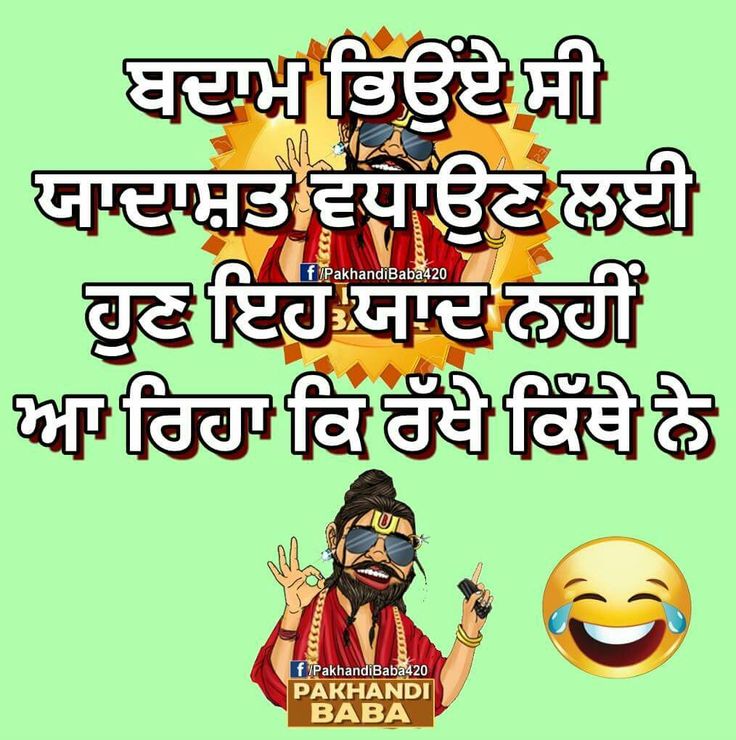 ਬਦਾਮ ਭਿਉਂਏ ਸੀ
ਯਾਦਾਸ਼ਤ ਵਧਾਉਣ ਲਈ
f /PakhandiBaba420
ਹੁਣ ਇਹ ਯਾਦ ਨਹੀਂ
ਆ ਰਿਹਾ ਕਿ ਰੱਖੇ ਕਿੱਥੇ ਨੇ
f /PakhandiBaba420
PAKHANDI
BABA